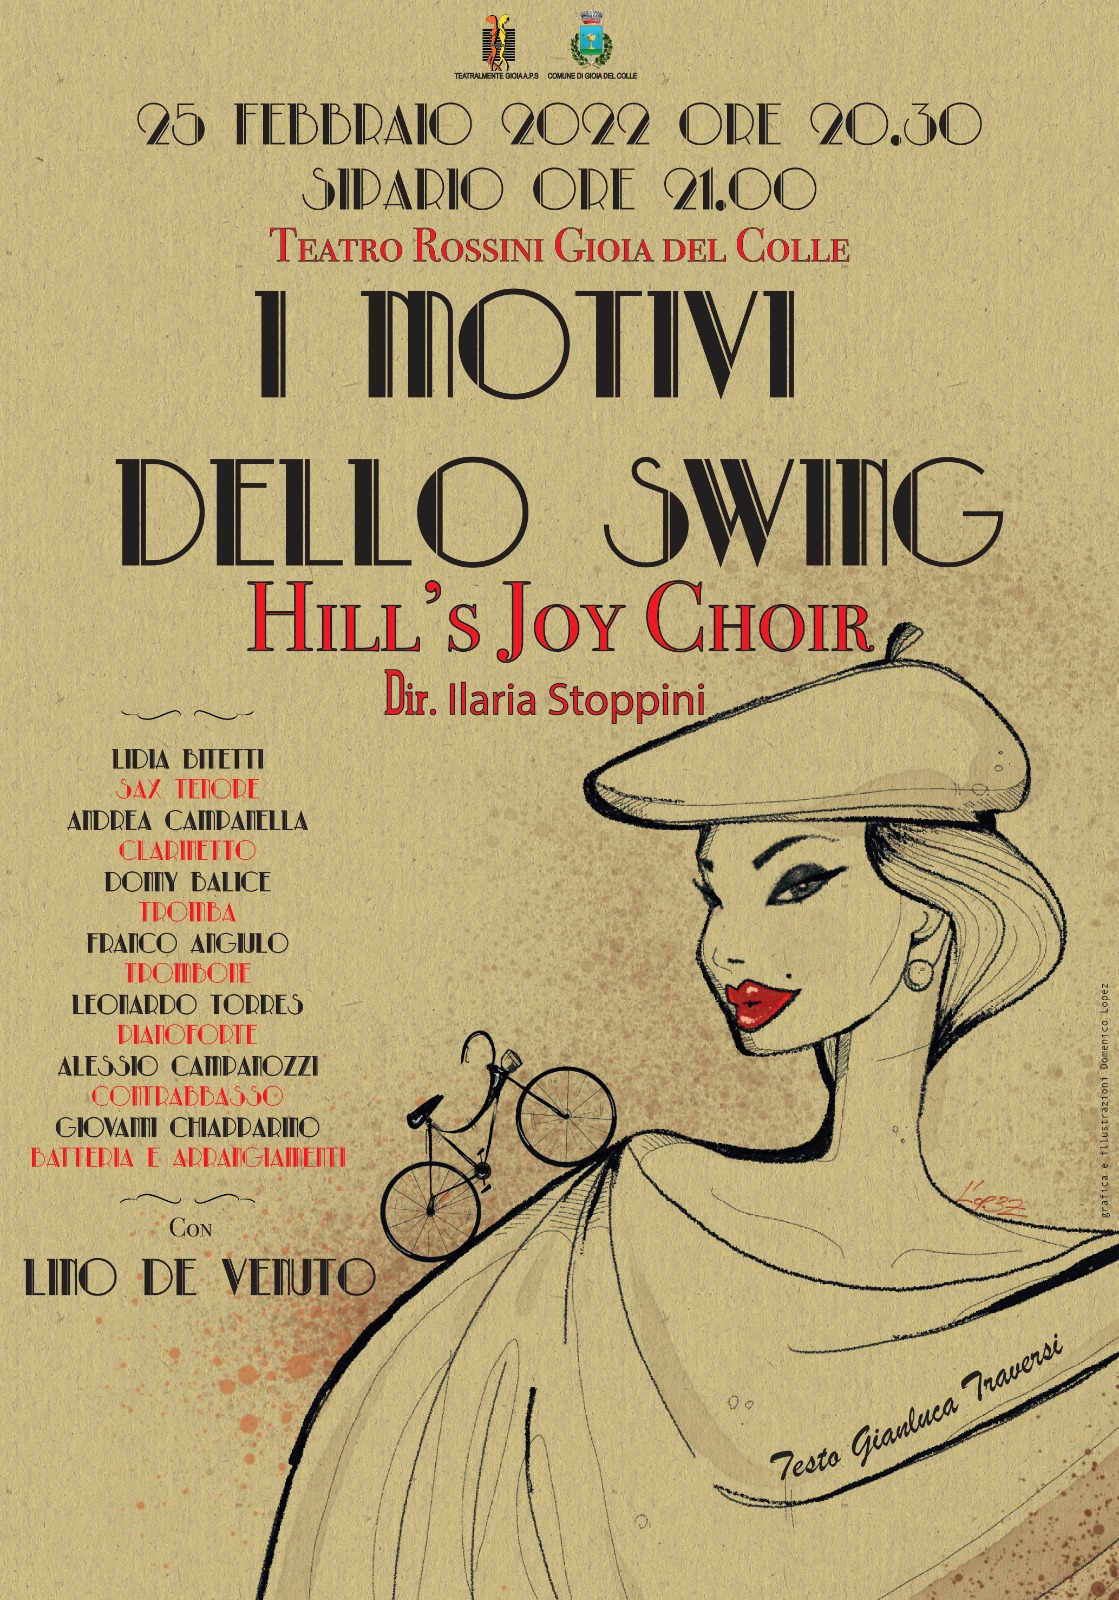 TEATRALMENTE GIOIA A.P.S
COMUNE DI GIOIA DEL COLLE
25 FEBBRAIO 2022 ORE 20.30
SIPARIO ORE 21.00
TEATRO ROSSINI GIOIA DEL COLLE
I MOTIVI
DELLO SWING
HILL'S JOY CHOIR
Dir. Ilaria Stoppini
LIDIA BITETTI
SAX TENORE
ANDREA CAMPANELLA
CLARINETTO
DONNY BALICE
TROMBA
FRANCO ANGIULO
TROMBONE
LEONARDO TORRES
PIANOFORTE
ALESSIO CAMPANOZZI
CONTRABBASSO
GIOVANNI CHIAPPARINO
BATTERIA E ARRANGIAMENTI
CON
LINO DE VENUTO
grafica e illustrazioni Domenico Lopez
Testo Gianluca Traversi